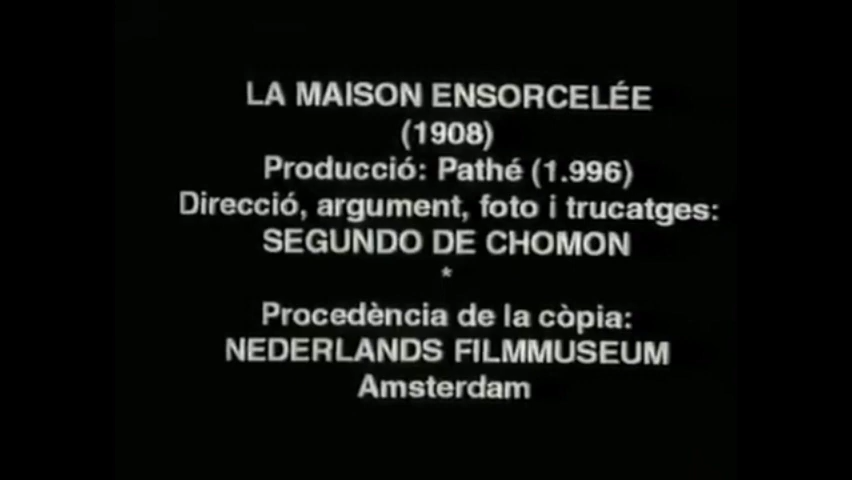 LA MAISON ENSORCELÉE
(1908)
Producció: Pathé (1.996)
Direcció, argument, foto i trucatges:
SEGUNDO DE CHOMON
*
Procedència de la còpia:
NEDERLANDS FILMMUSEUM
Amsterdam